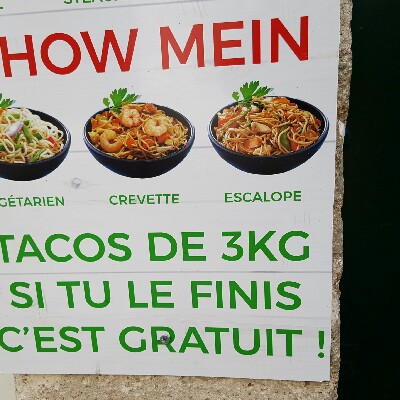 HOW MEIN
GÉTARIEN CREVETTE ESCALOPE
TACOS DE 3KG
SI TU LE FINIS
C'EST GRATUIT !